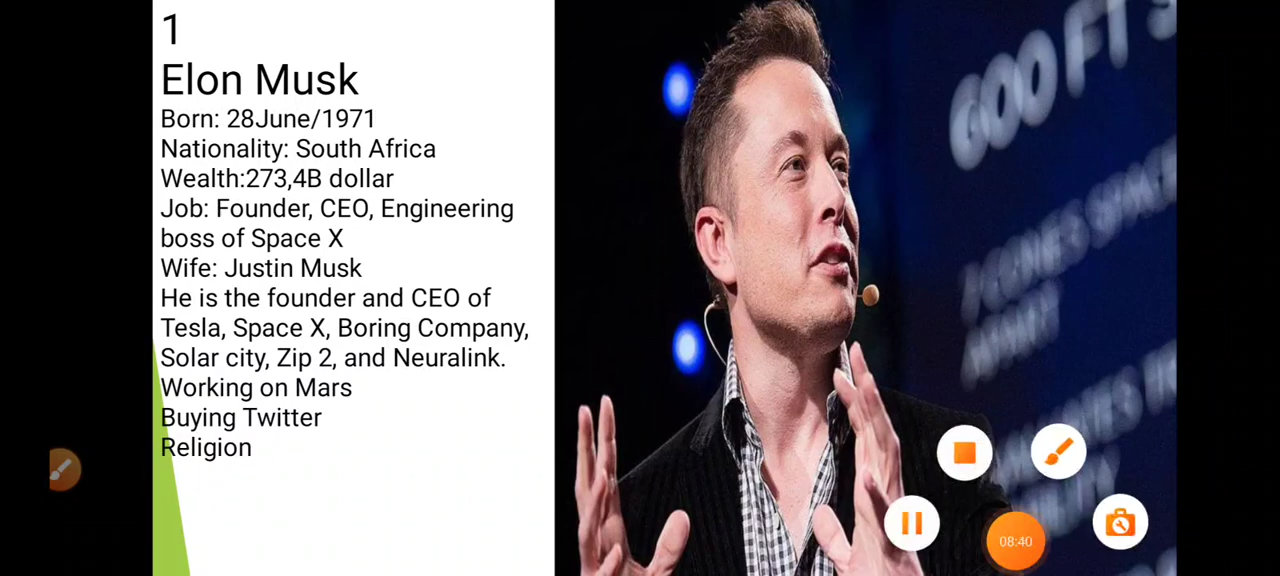 1
Elon Musk
Born: 28June/1971
Nationality: South Africa
Wealth:273,4B dollar
Job: Founder, CEO, Engineering
boss of Space X
Wife: Justin Musk
He is the founder and CEO of
Tesla, Space X, Boring Company,
Solar city, Zip 2, and Neuralink.
Working on Mars
Buying Twitter
Religion
600 FT
08:40